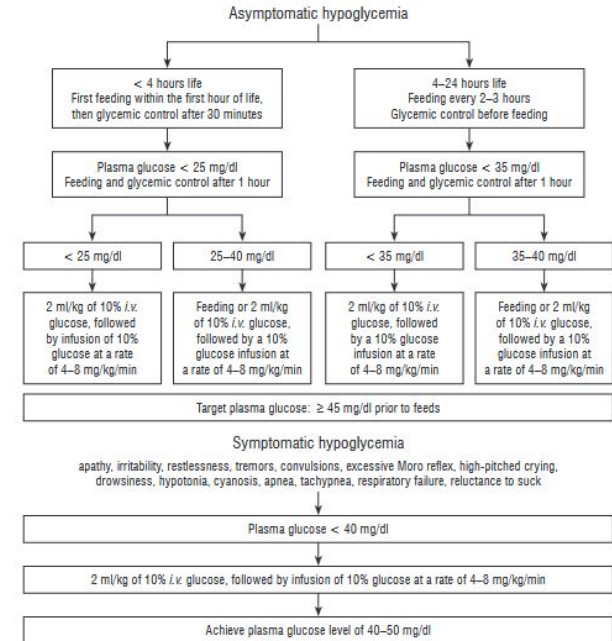 Asymptomatic hypoglycemia
< 4 hours life
First feeding within the first hour of life,
then glycemic control after 30 minutes
4–24 hours life
Feeding every 2–3 hours
Glycemic control before feeding
Plasma glucose < 25 mg/dl
Feeding and glycemic control after 1 hour
Plasma glucose < 35 mg/dl
Feeding and glycemic control after 1 hour
< 25 mg/dl
25–40 mg/dl
< 35 mg/dl
35–40 mg/dl
2 ml/kg of 10% i.v.
glucose, followed
by infusion of 10%
glucose at a rate
of 4–8 mg/kg/min
Feeding or 2 ml/kg
of 10% i.v. glucose,
followed by a 10%
glucose infusion at
a rate of 4–8 mg/kg/min
2 ml/kg of 10% i.v.
glucose, followed
by a 10% glucose
infusion at a rate
of 4–8 mg/kg/min
Feeding or 2 ml/kg
of 10% i.v. glucose,
followed by a 10%
glucose infusion at
a rate of 4–8 mg/kg/min
Target plasma glucose: ≥ 45 mg/dl prior to feeds
Symptomatic hypoglycemia
apathy, irritability, restlessness, tremors, convulsions, excessive Moro reflex, high-pitched crying,
drowsiness, hypotonia, cyanosis, apnea, tachypnea, respiratory failure, reluctance to suck
Plasma glucose < 40 mg/dl
2 ml/kg of 10% i.v. glucose, followed by infusion of 10% glucose at a rate of 4–8 mg/kg/min
Achieve plasma glucose level of 40–50 mg/dl